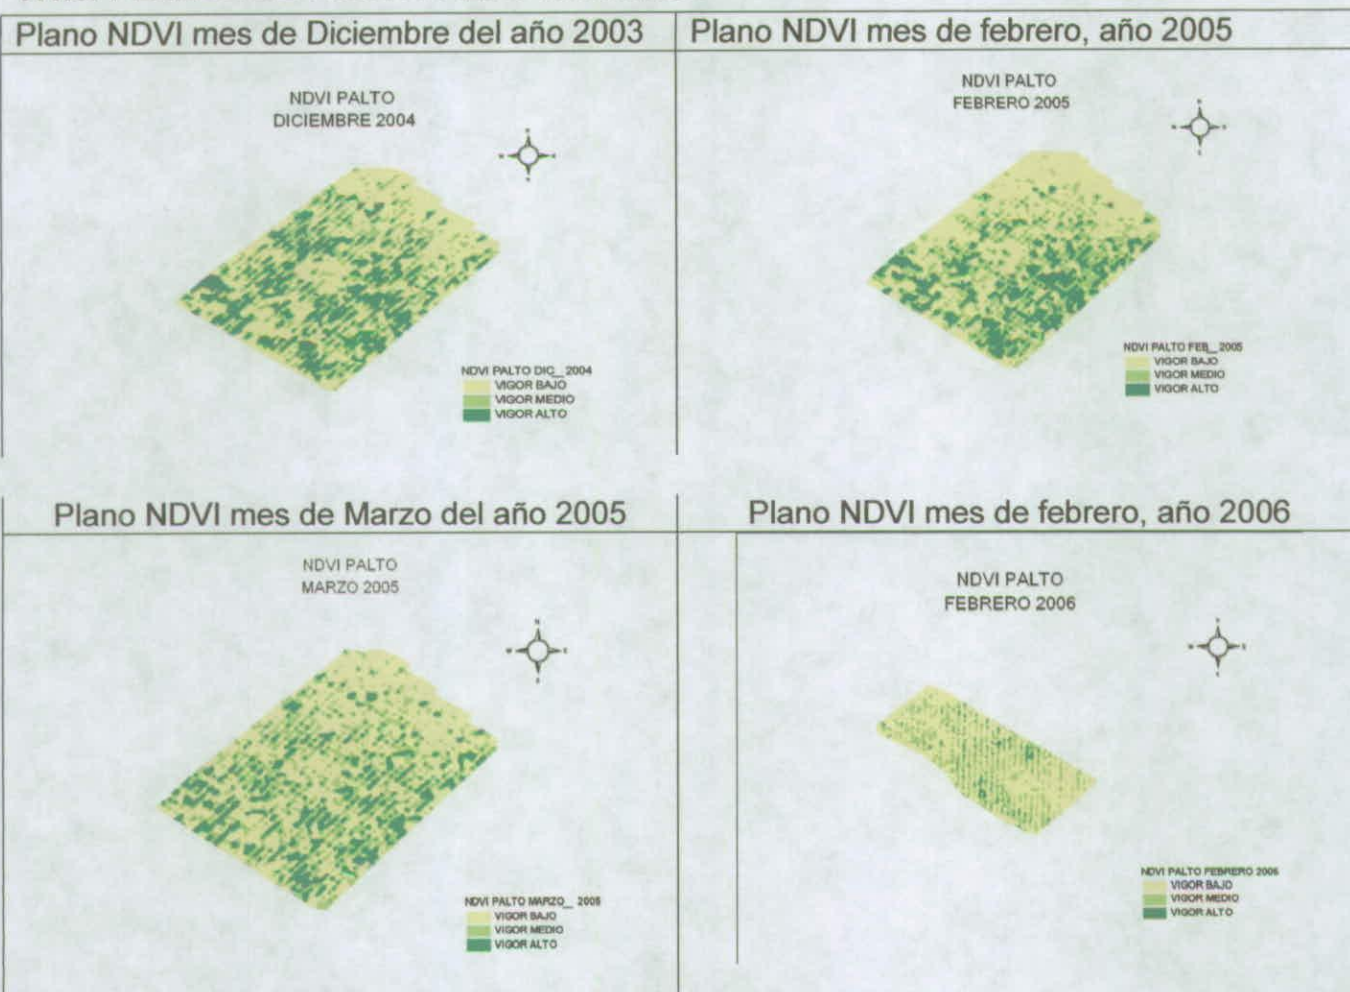 Plano NDVI mes de Diciembre del año 2003
Plano NDVI mes de febrero, año 2005
NDVI PALTO
DICIEMBRE 2004
NDVI PALTO DIC__ 2004
VIGOR BAJO
VIGOR MEDIO
VIGOR ALTO
NDVI PALTO
FEBRERO 2005
NDVI PALTO FEB__ 2005
VIGOR BAJO
VIGOR MEDIO
VIGOR ALTO
Plano NDVI mes de Marzo del año 2005
Plano NDVI mes de febrero, año 2006
NDVI PALTO
MARZO 2005
N
W E
S
NDVI PALTO MARZO__ 2005
VIGOR BAJO
VIGOR MEDIO
VIGOR ALTO
NDVI PALTO
FEBRERO 2006
N
W E
S
NDVI PALTO FEBRERO 2006
VIGOR BAJO
VIGOR MEDIO
VIGOR ALTO